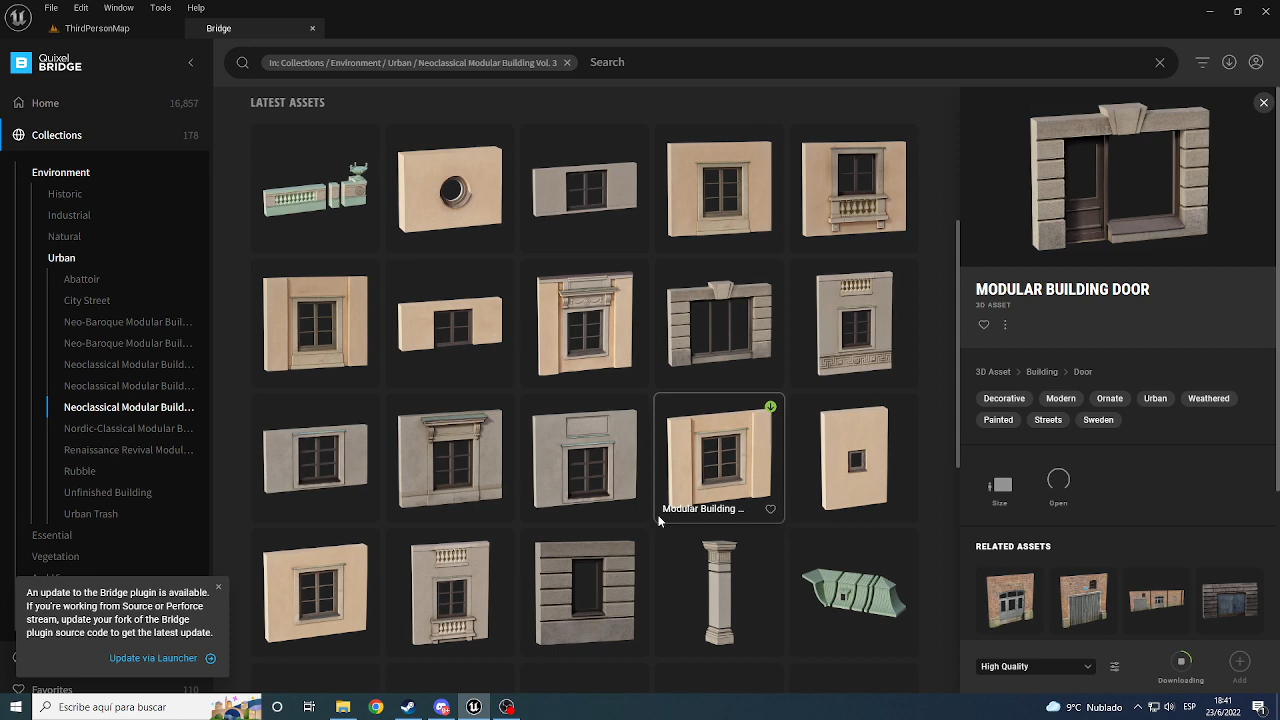 File Edit Window Tools Help
ThirdPersonMap
Bridge
Quixel
BRIDGE
In: Collections / Environment / Urban / Neoclassical Modular Building Vol. 3
Search
Home 16,857
Collections 178
Environment
Historic
Industrial
Natural
Urban
Abattoir
City Street
Neo-Baroque Modular Buil...
Neo-Baroque Modular Buil...
Neoclassical Modular Build...
Neoclassical Modular Build...
Neoclassical Modular Build...
Nordic-Classical Modular B...
Renaissance Revival Modul...
Rubble
Unfinished Building
Urban Trash
Essential
Vegetation
An update to the Bridge plugin is available.
If you're working from Source or Perforce
stream, update your fork of the Bridge
plugin source code to get the latest update.
Update via Launcher
Favorites 110
LATEST ASSETS
Modular Building ...
MODULAR BUILDING DOOR
3D ASSET
3D Asset > Building > Door
Decorative Modern Ornate Urban Weathered
Painted Streets Sweden
Size Open
RELATED ASSETS
High Quality
Downloading
Add
Escribe aquí para buscar
9°C Nublado
ESP
18:41
23/6/2022